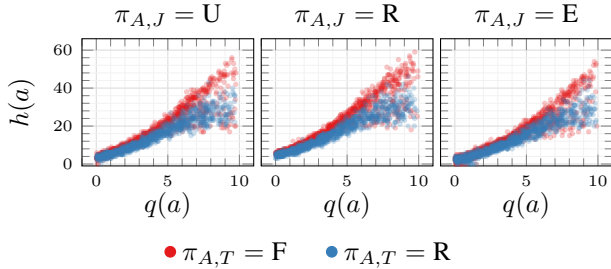 π_{A,J} = U π_{A,J} = R π_{A,J} = E
h(a)
60
40
20
0
0 5 10 0 5 10 0 5 10
q(a) q(a) q(a)
π_{A,T} = F π_{A,T} = R